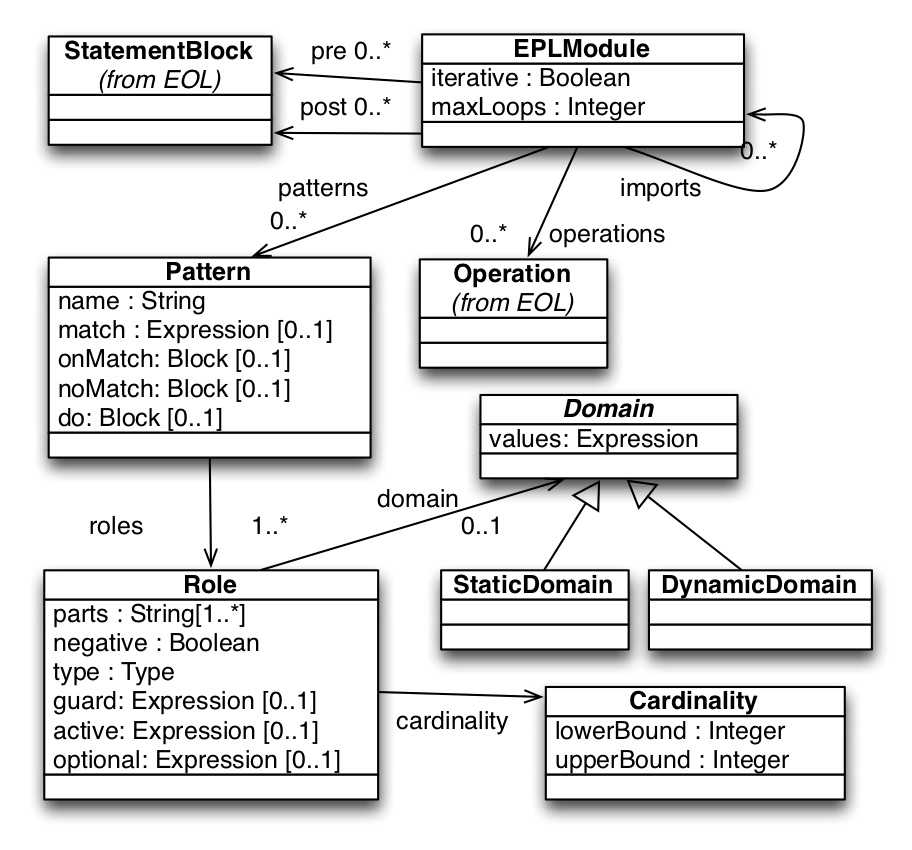 StatementBlock
(from EOL)
pre 0..*
post 0..*
EPLModule
iterative : Boolean
maxLoops : Integer
0..*
imports
patterns
0..*
0..*
operations
Pattern
name : String
match : Expression [0..1]
onMatch: Block [0..1]
noMatch: Block [0..1]
do: Block [0..1]
Operation
(from EOL)
Domain
values: Expression
domain
0..1
roles
1..*
StaticDomain
DynamicDomain
Role
parts : String[1..*]
negative : Boolean
type : Type
guard: Expression [0..1]
active: Expression [0..1]
optional: Expression [0..1]
cardinality
Cardinality
lowerBound : Integer
upperBound : Integer